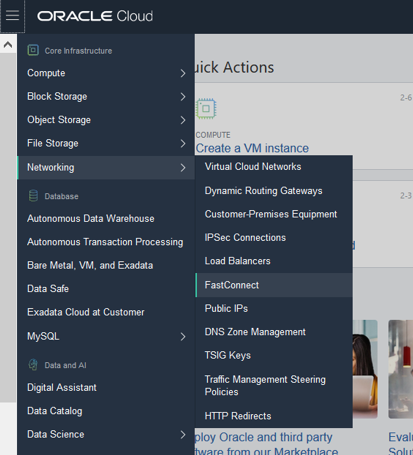 ORACLE Cloud
Core Infrastructure
Compute
Block Storage
Object Storage
File Storage
Networking
Database
Autonomous Data Warehouse
Autonomous Transaction Processing
Bare Metal, VM, and Exadata
Data Safe
Exadata Cloud at Customer
MySQL
Data and AI
Digital Assistant
Data Catalog
Data Science
Virtual Cloud Networks
Dynamic Routing Gateways
Customer-Premises Equipment
IPSec Connections
Load Balancers
FastConnect
Public IPs
DNS Zone Management
TSIG Keys
Traffic Management Steering
Policies
HTTP Redirects
uick Actions
2-6
COMPUTE
Create a VM instance
2-3
d
ploy Oracle and third party
tware from our Marketplace
Evalu